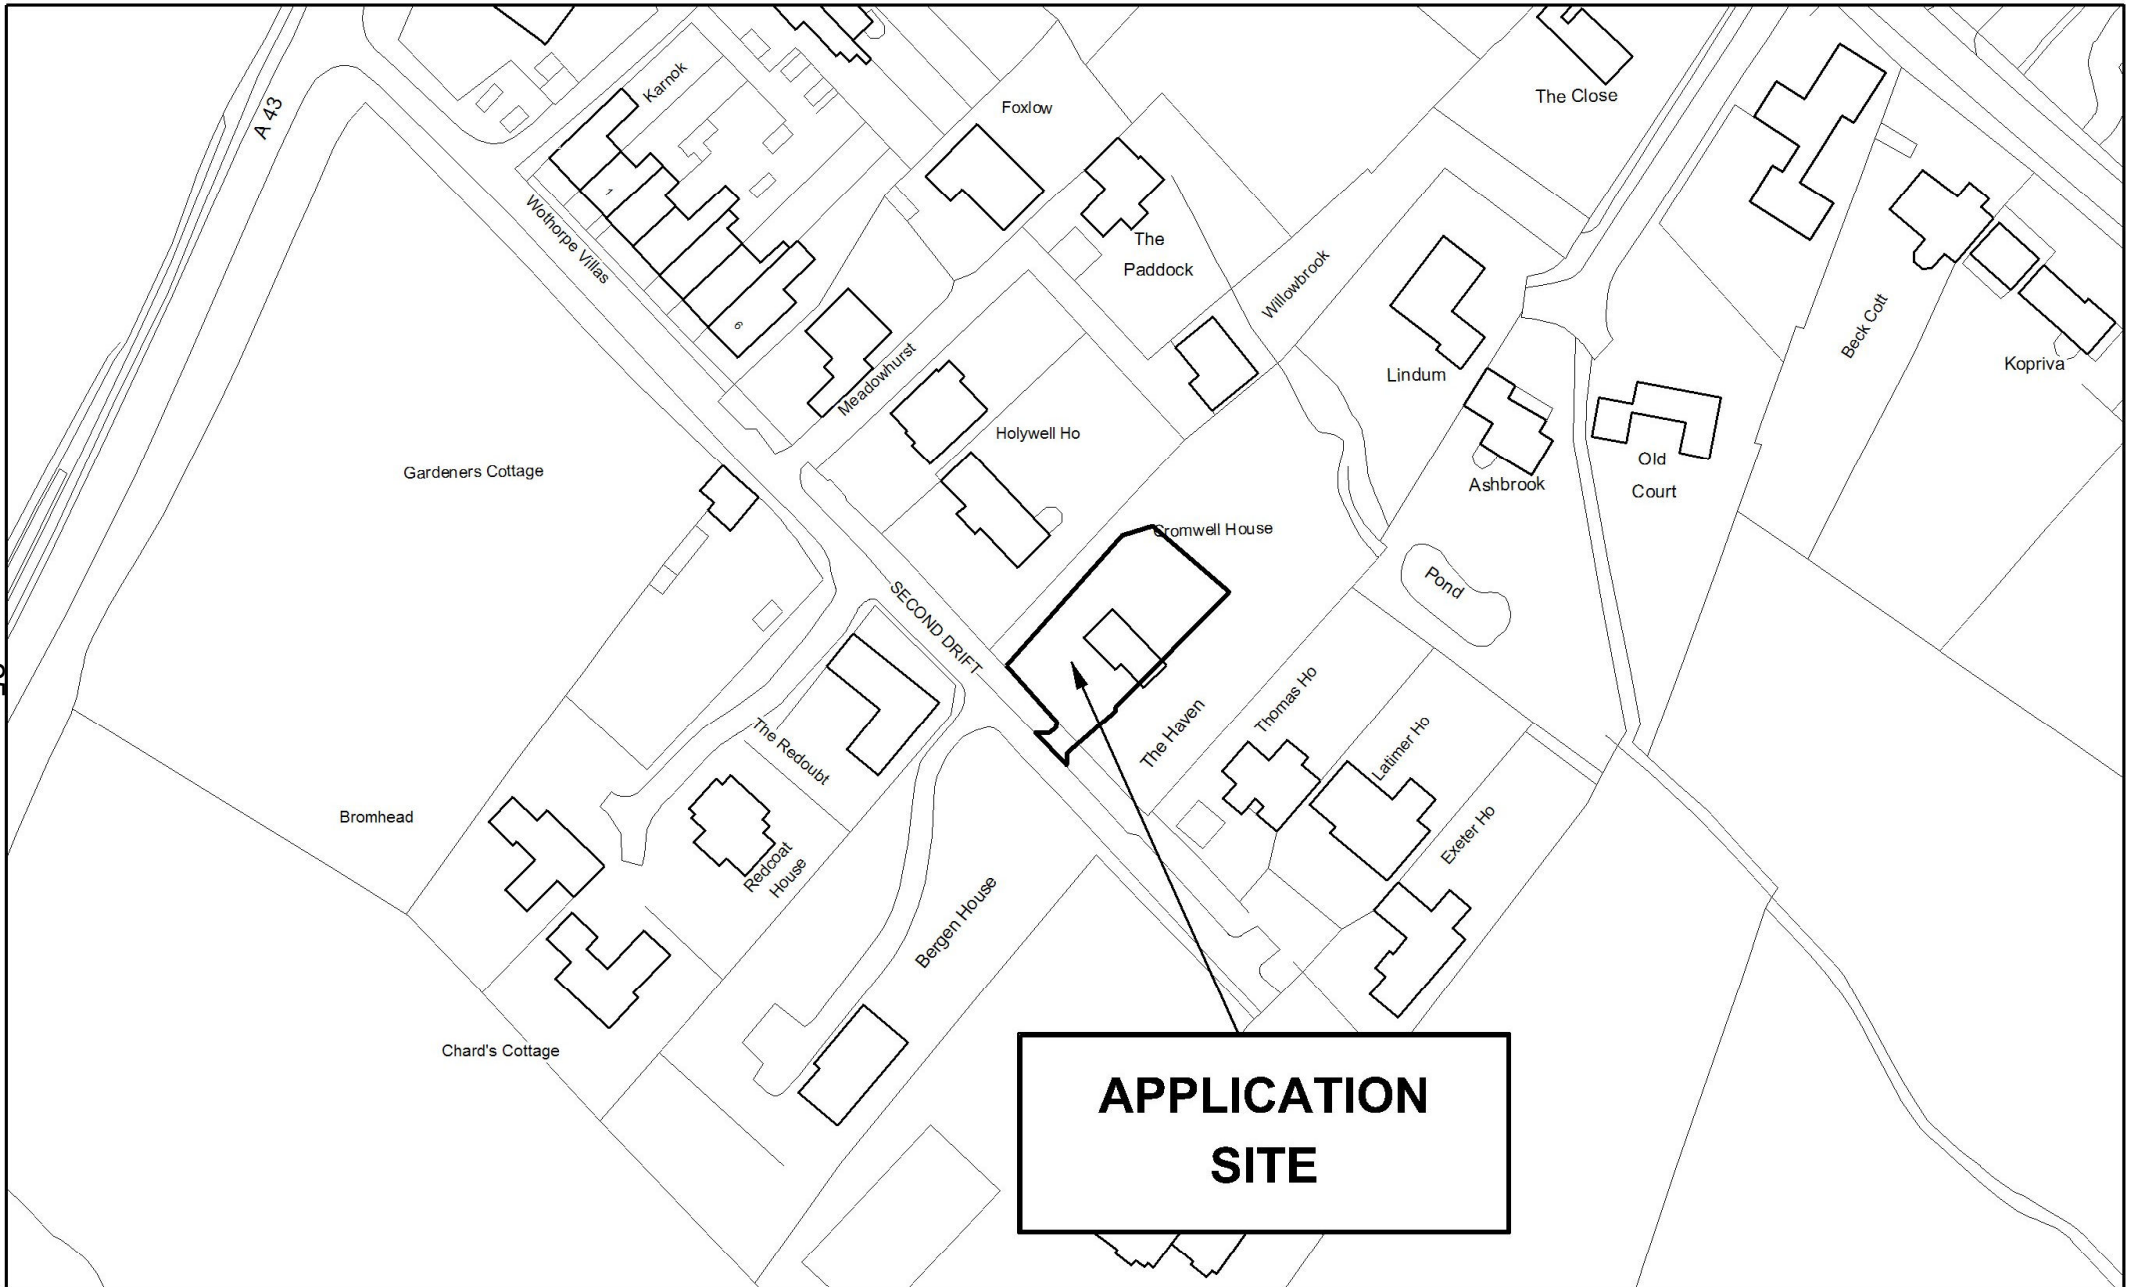 A 43
Karnok
Foxlow
The Close
1
Wothorpe Villas
6
The
Paddock
Willowbrook
Beck Cott
Kopriva
Lindum
Meadowhurst
Holywell Ho
Gardeners Cottage
Ashbrook
Old
Court
Cromwell House
Pond
SECOND DRIFT
The Haven
Thomas Ho
Latimer Ho
Exeter Ho
The Redoubt
Bromhead
Redcoat
House
Bergen House
Chard's Cottage
APPLICATION
SITE